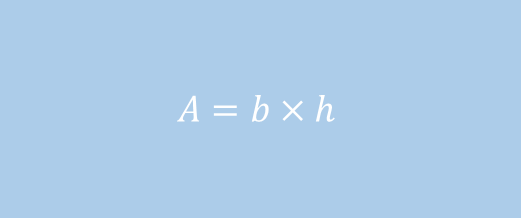 A = b × h